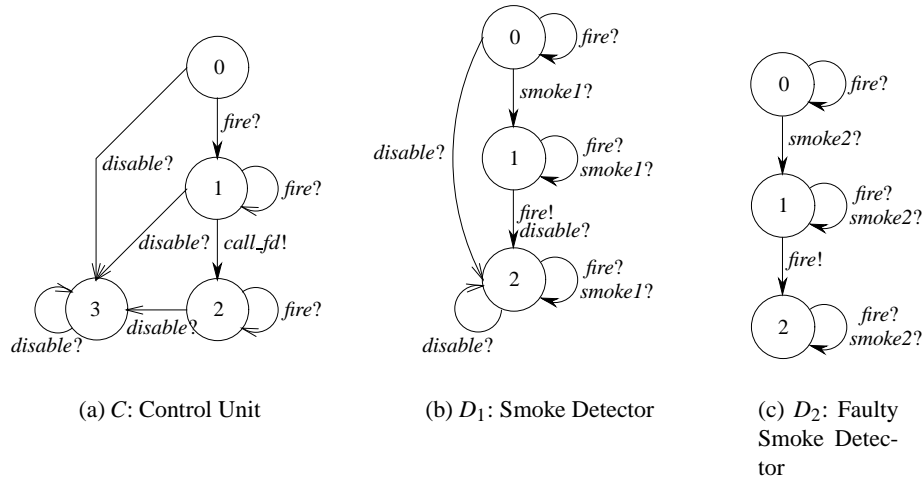 0
fire?
disable?
1
fire?
disable?
call_fd!
3
2
fire?
disable?
disable?
(a) C: Control Unit
0
fire?
smoke1?
disable?
1
fire?
smoke1?
fire!
disable?
2
fire?
smoke1?
disable?
(b) D1: Smoke Detector
0
fire?
smoke2?
1
fire?
smoke2?
fire!
2
fire?
smoke2?
(c) D2: Faulty
Smoke Detec-
tor